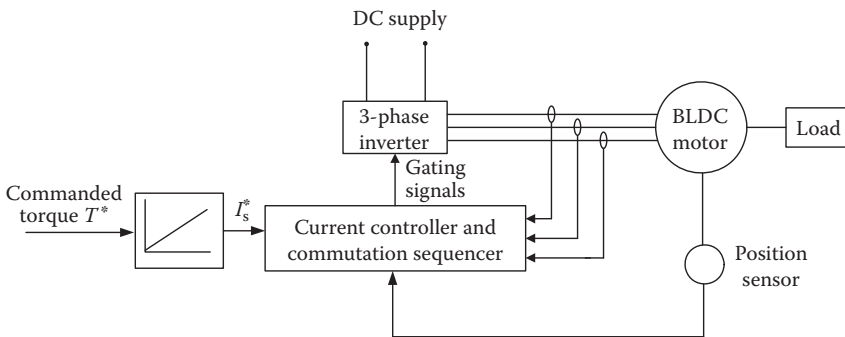 DC supply
3-phase
inverter
BLDC
motor
Load
Gating
signals
Commanded
torque T*
I*s
Current controller and
commutation sequencer
Position
sensor